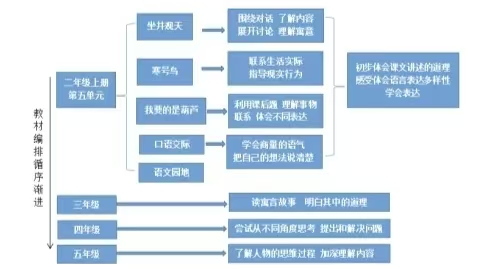 坐井观天
围绕对话 了解内容
展开讨论 理解寓意
寒号鸟
联系生活实际
指导现实行为
初步体会课文讲述的道理
感受体会语言表达多样性
学会表达
二年级上册
第五单元
我要的是葫芦
利用课后题 理解事物
联系 体会不同表达
口语交际
学会商量的语气
把自己的想法说清楚
语文园地
教材编排循序渐进
三年级
读寓言故事 明白其中的道理
四年级
尝试从不同角度思考 提出和解决问题
五年级
了解人物的思维过程 加深理解内容